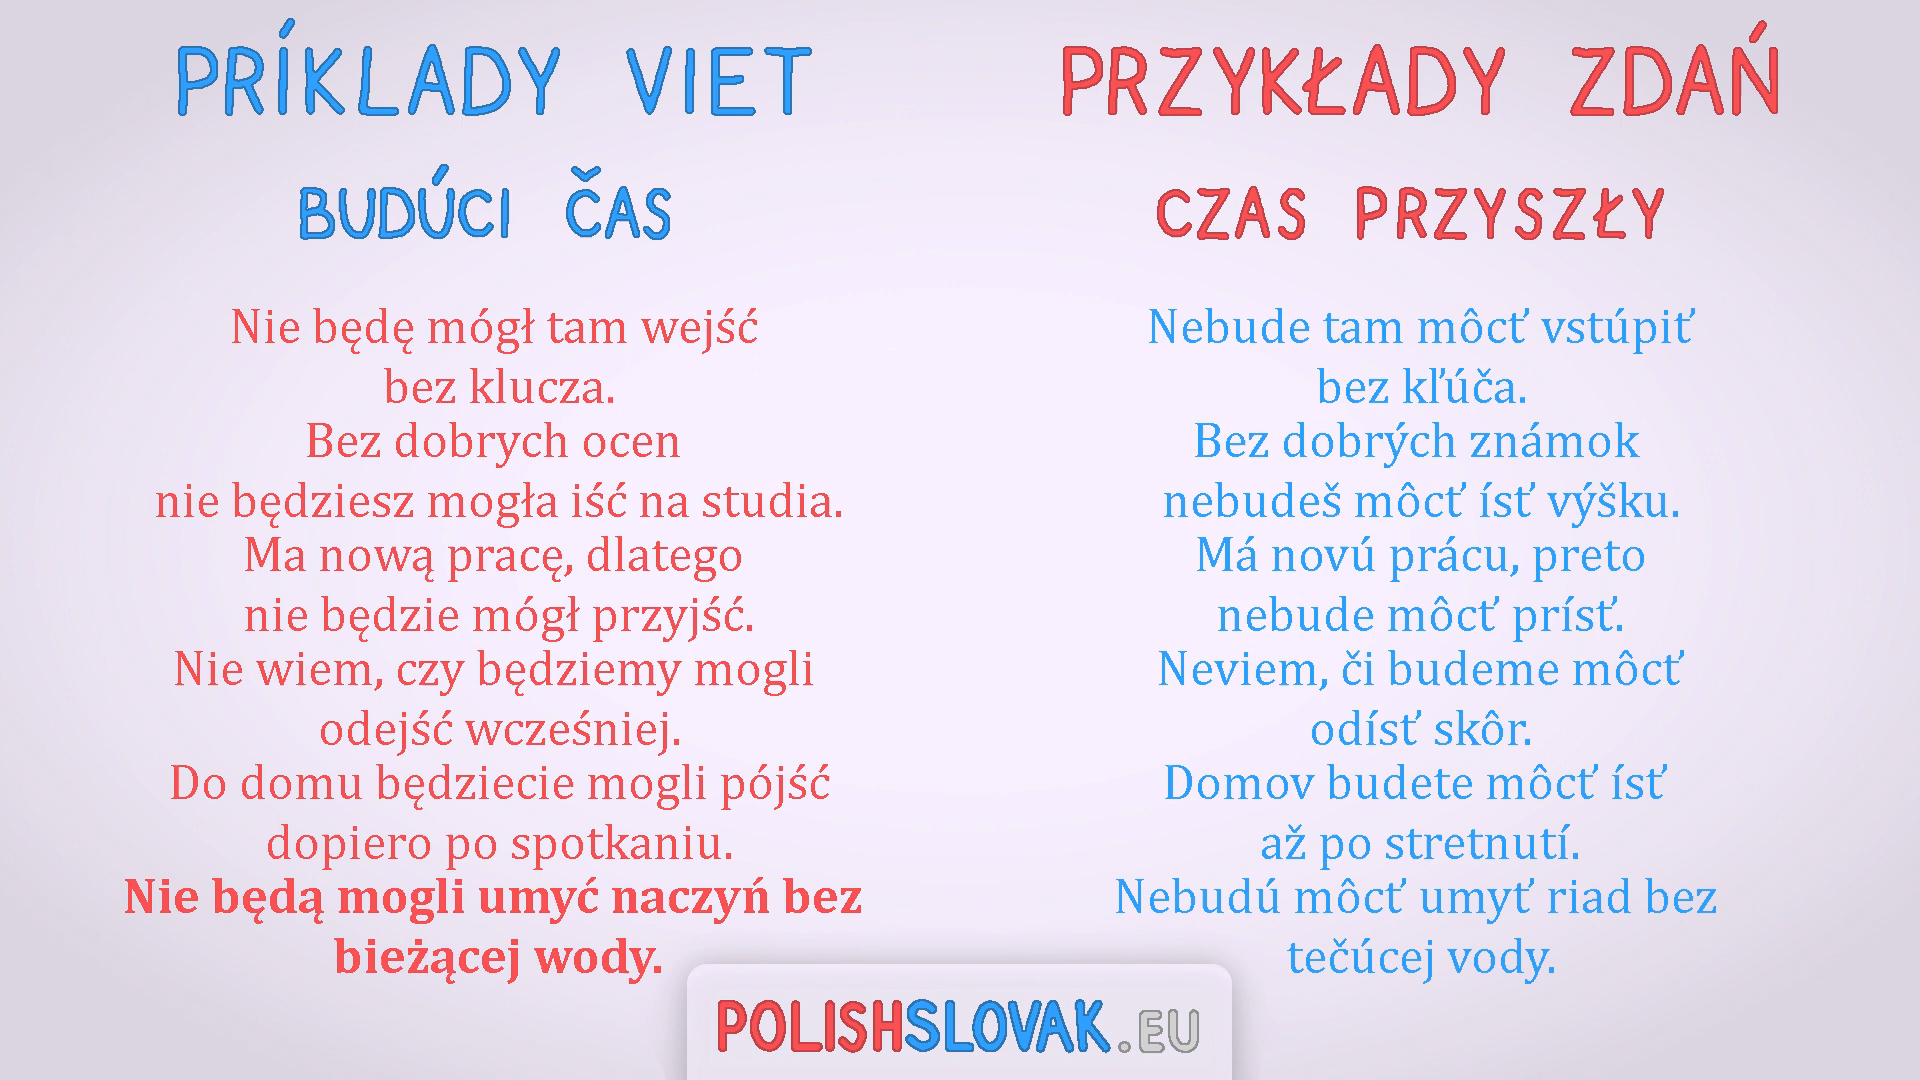 PRÍKLADY VIET
BUDÚCI ČAS
Nie będę mógł tam wejść
bez klucza.
Bez dobrych ocen
nie będziesz mogła iść na studia.
Ma nową pracę, dlatego
nie będzie mógł przyjść.
Nie wiem, czy będziemy mogli
odejść wcześniej.
Do domu będziecie mogli pójść
dopiero po spotkaniu.
Nie będą mogli umyć naczyń bez
bieżącej wody.
PRZYKŁADY ZDAŃ
CZAS PRZYSZŁY
Nebude tam môcť vstúpiť
bez kľúča.
Bez dobrých známok
nebudeš môcť ísť výšku.
Má novú prácu, preto
nebude môcť prísť.
Neviem, či budeme môcť
odísť skôr.
Domov budete môcť ísť
až po stretnutí.
Nebudú môcť umyť riad bez
tečúcej vody.
POLISHSLOVAK.EU